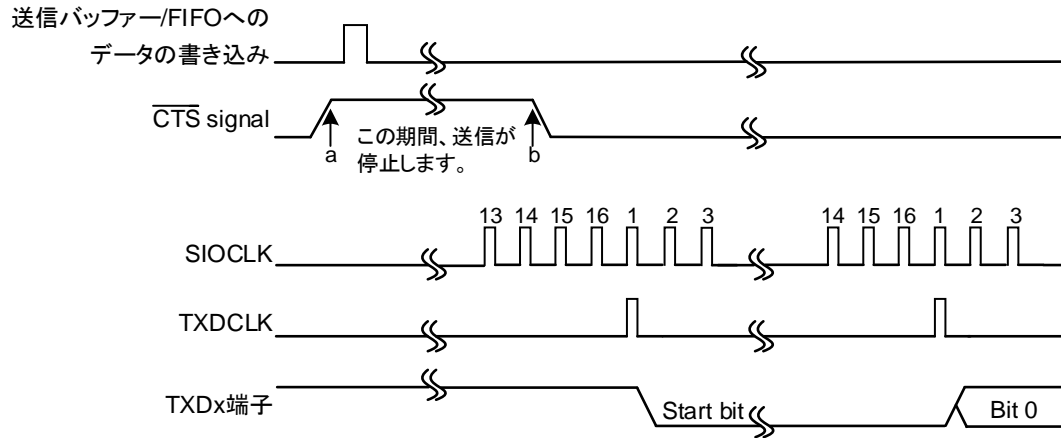 送信バッファー/FIFOへの
データの書き込み
CTS signal
a
この期間、送信が
停止します。
b
SIOCLK
13 14 15 16 1 2 3
14 15 16 1 2 3
TXDCLK
TXDx端子
Start bit
Bit 0